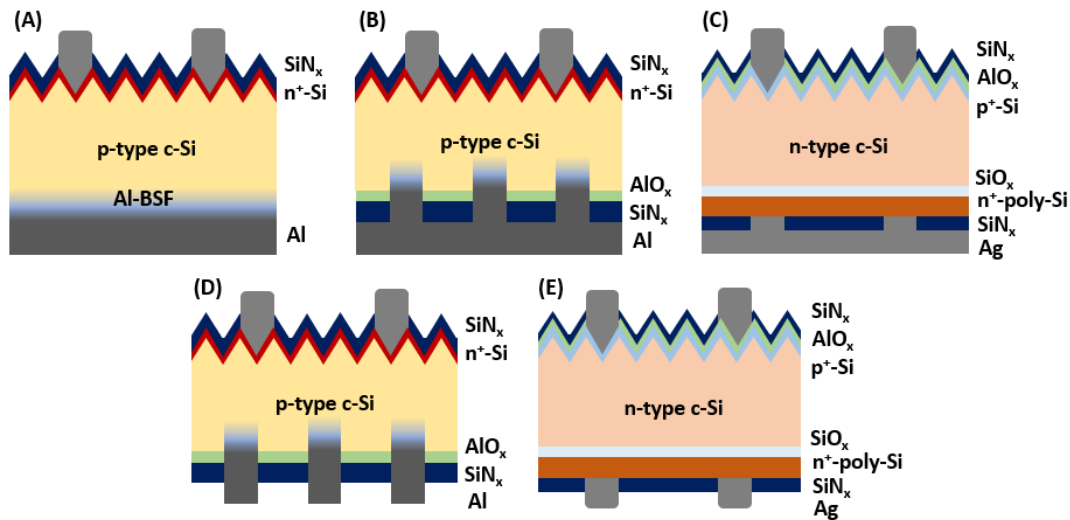 (A)
SiNₓ
n⁺-Si
p-type c-Si
Al-BSF
Al
(B)
SiNₓ
n⁺-Si
p-type c-Si
AlOₓ
SiNₓ
Al
(C)
SiNₓ
AlOₓ
p⁺-Si
n-type c-Si
SiOₓ
n⁺-poly-Si
SiNₓ
Ag
(D)
SiNₓ
n⁺-Si
p-type c-Si
AlOₓ
SiNₓ
Al
(E)
SiNₓ
AlOₓ
p⁺-Si
n-type c-Si
SiOₓ
n⁺-poly-Si
SiNₓ
Ag